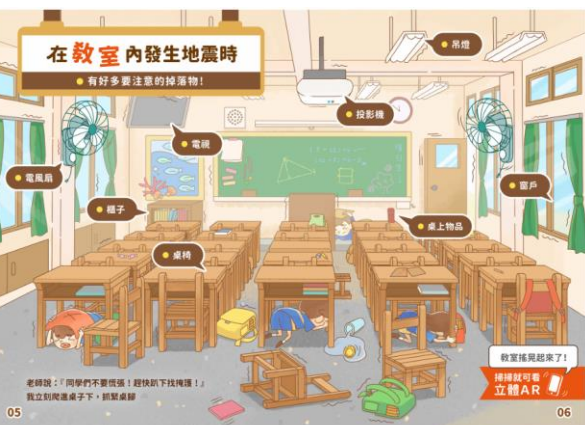 在教室內發生地震時
有好多要注意的掉落物！
吊燈
投影機
電視
電風扇
窗戶
櫃子
桌上物品
桌椅
教室搖晃起來了！
掃掃就可看
立體AR
老師說：『同學們不要慌張！趕快趴下找掩護！』
我立刻爬進桌子下，抓緊桌腳
05
06